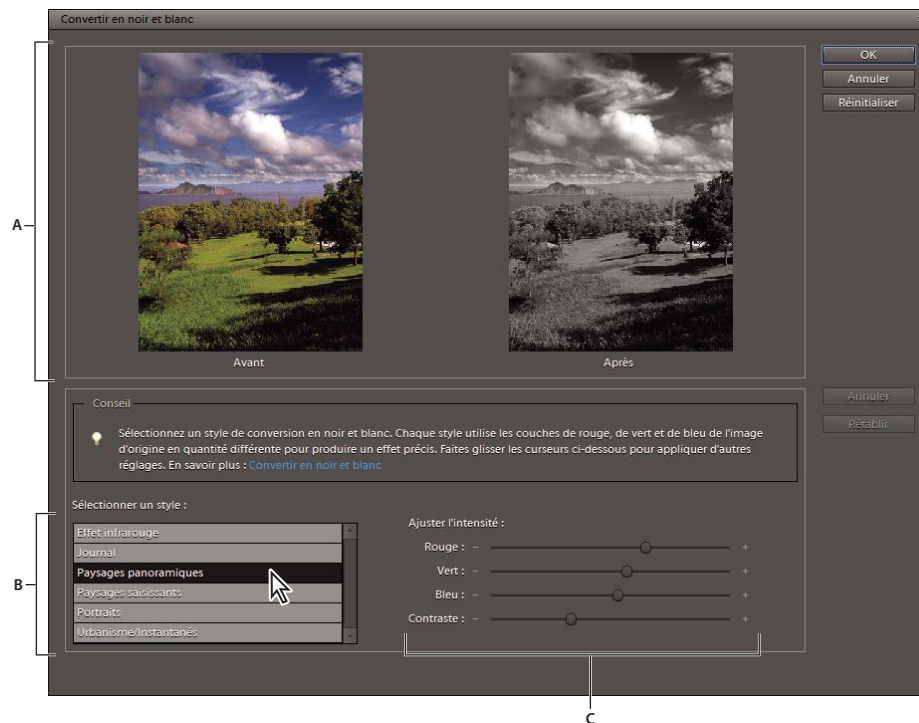 Convertir en noir et blanc
OK
Annuler
Réinitialiser
A
Avant
Après
Annuler
Rétablir
Conseil
Sélectionnez un style de conversion en noir et blanc. Chaque style utilise les couches de rouge, de vert et de bleu de l'image
d'origine en quantité différente pour produire un effet précis. Faites glisser les curseurs ci-dessous pour appliquer d'autres
réglages. En savoir plus : Convertir en noir et blanc
Sélectionner un style :
Effet infrarouge
Journal
Paysages panoramiques
Paysages saisissants
Portraits
Urbanisme/Instantanés
B
Ajuster l'intensité :
Rouge : - +
Vert : - +
Bleu : - +
Contraste : - +
C